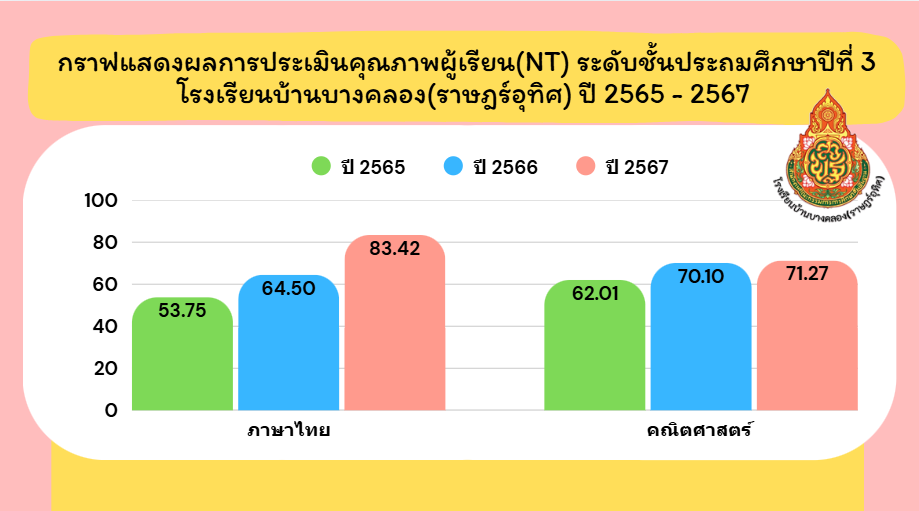 กราฟแสดงผลการประเมินคุณภาพผู้เรียน(NT) ระดับชั้นประถมศึกษาปีที่ 3
โรงเรียนบ้านบางคลอง(ราษฎร์อุทิศ) ปี 2565 - 2567
ปี 2565 ปี 2566 ปี 2567
โรงเรียนบ้านบางคลอง(ราษฎร์อุทิศ)
100
80
60
40
20
0
53.75 64.50 83.42 62.01 70.10 71.27
ภาษาไทย คณิตศาสตร์